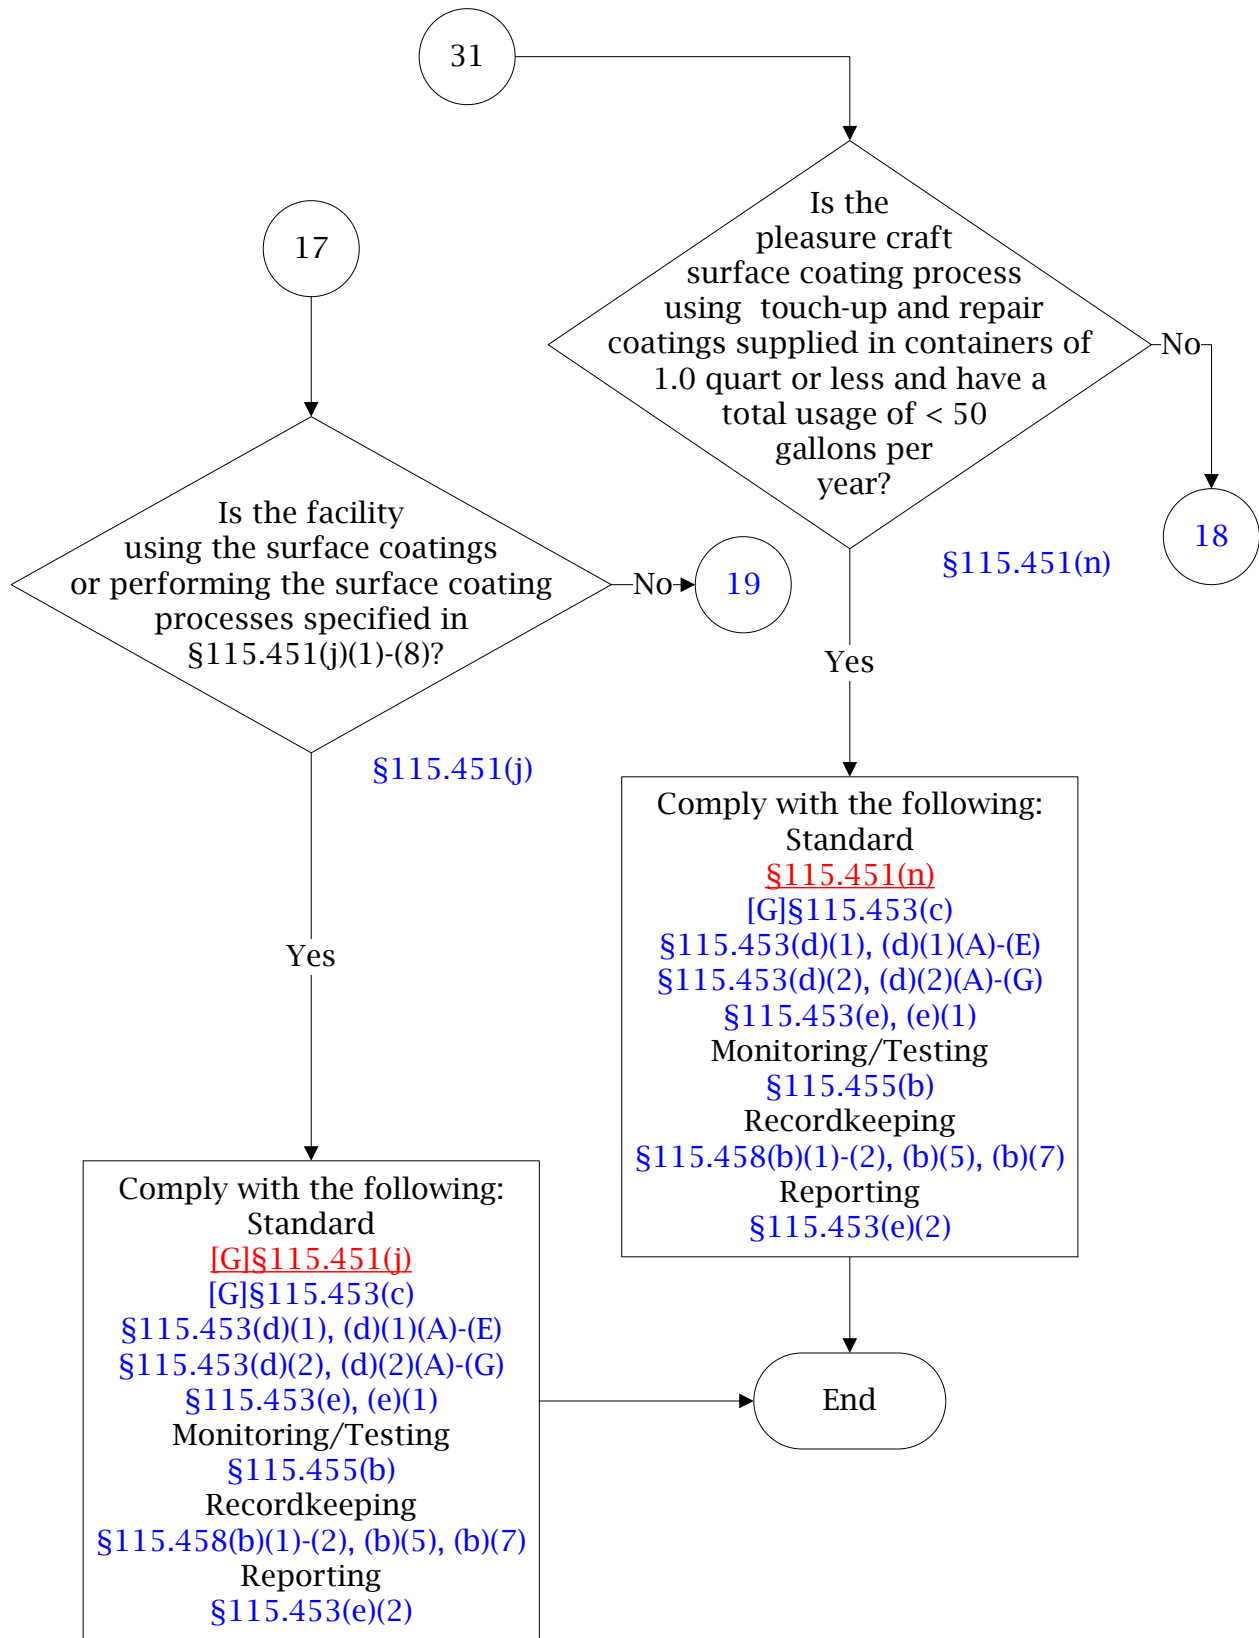 31
Is the
pleasure craft
surface coating process
using touch-up and repair
coatings supplied in containers of
1.0 quart or less and have a
total usage of < 50
gallons per
year?
No
18
§115.451(n)
Yes
17
Is the facility
using the surface coatings
or performing the surface coating
processes specified in
§115.451(j)(1)-(8)?
No
19
§115.451(j)
Yes
Comply with the following:
Standard
§115.451(n)
[G]§115.453(c)
§115.453(d)(1), (d)(1)(A)-(E)
§115.453(d)(2), (d)(2)(A)-(G)
§115.453(e), (e)(1)
Monitoring/Testing
§115.455(b)
Recordkeeping
§115.458(b)(1)-(2), (b)(5), (b)(7)
Reporting
§115.453(e)(2)
Comply with the following:
Standard
[G]§115.451(j)
[G]§115.453(c)
§115.453(d)(1), (d)(1)(A)-(E)
§115.453(d)(2), (d)(2)(A)-(G)
§115.453(e), (e)(1)
Monitoring/Testing
§115.455(b)
Recordkeeping
§115.458(b)(1)-(2), (b)(5), (b)(7)
Reporting
§115.453(e)(2)
End